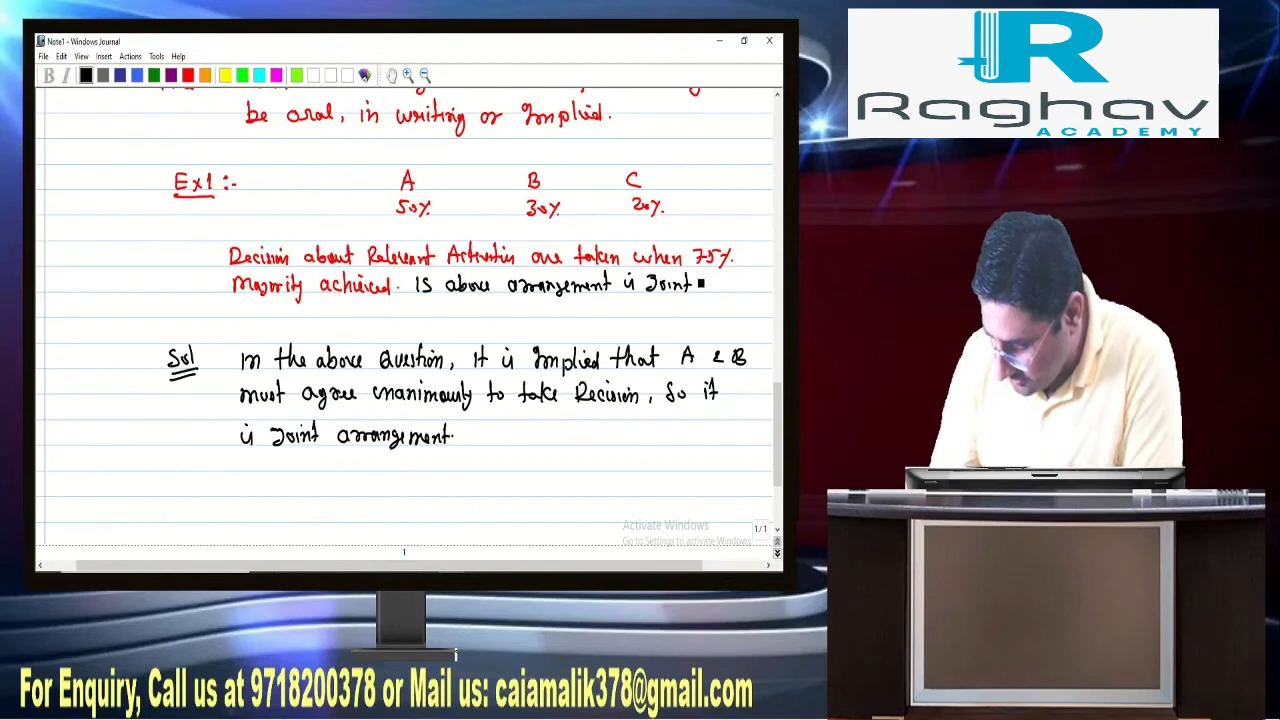 Note1 - Windows Journal
File Edit View Insert Actions Tools Help
B I
be oral, in writing or Implied.
Ex1 :- A B C
50% 30% 20%
Decision about Relevant Activities are taken when 75%
Majority achieved. Is above arrangement is Joint
Sol In the above Question, It is Implied that A & B
must agree unanimously to take Decision, So it
is Joint arrangement.
Activate Windows
Go to Settings to activate Windows.
1/1
1
R
Raghav
ACADEMY
For Enquiry, Call us at 9718200378 or Mail us: caiamalik378@gmail.com